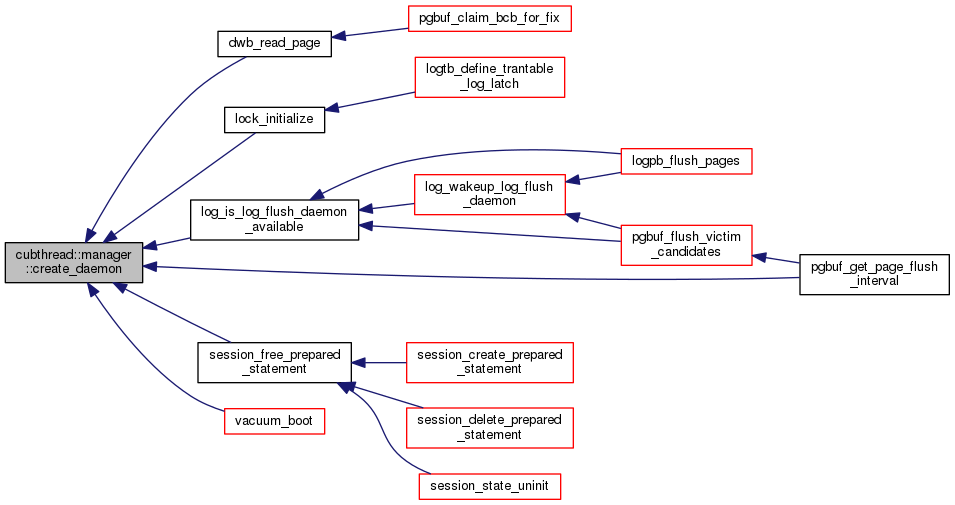 pgbuf_claim_bcb_for_fix
dwb_read_page
logtb_define_trantable
_log_latch
lock_initialize
logpb_flush_pages
log_wakeup_log_flush
_daemon
log_is_log_flush_daemon
_available
pgbuf_flush_victim
_candidates
cubthread::manager
::create_daemon
pgbuf_get_page_flush
_interval
session_free_prepared
_statement
session_create_prepared
_statement
vacuum_boot
session_delete_prepared
_statement
session_state_uninit